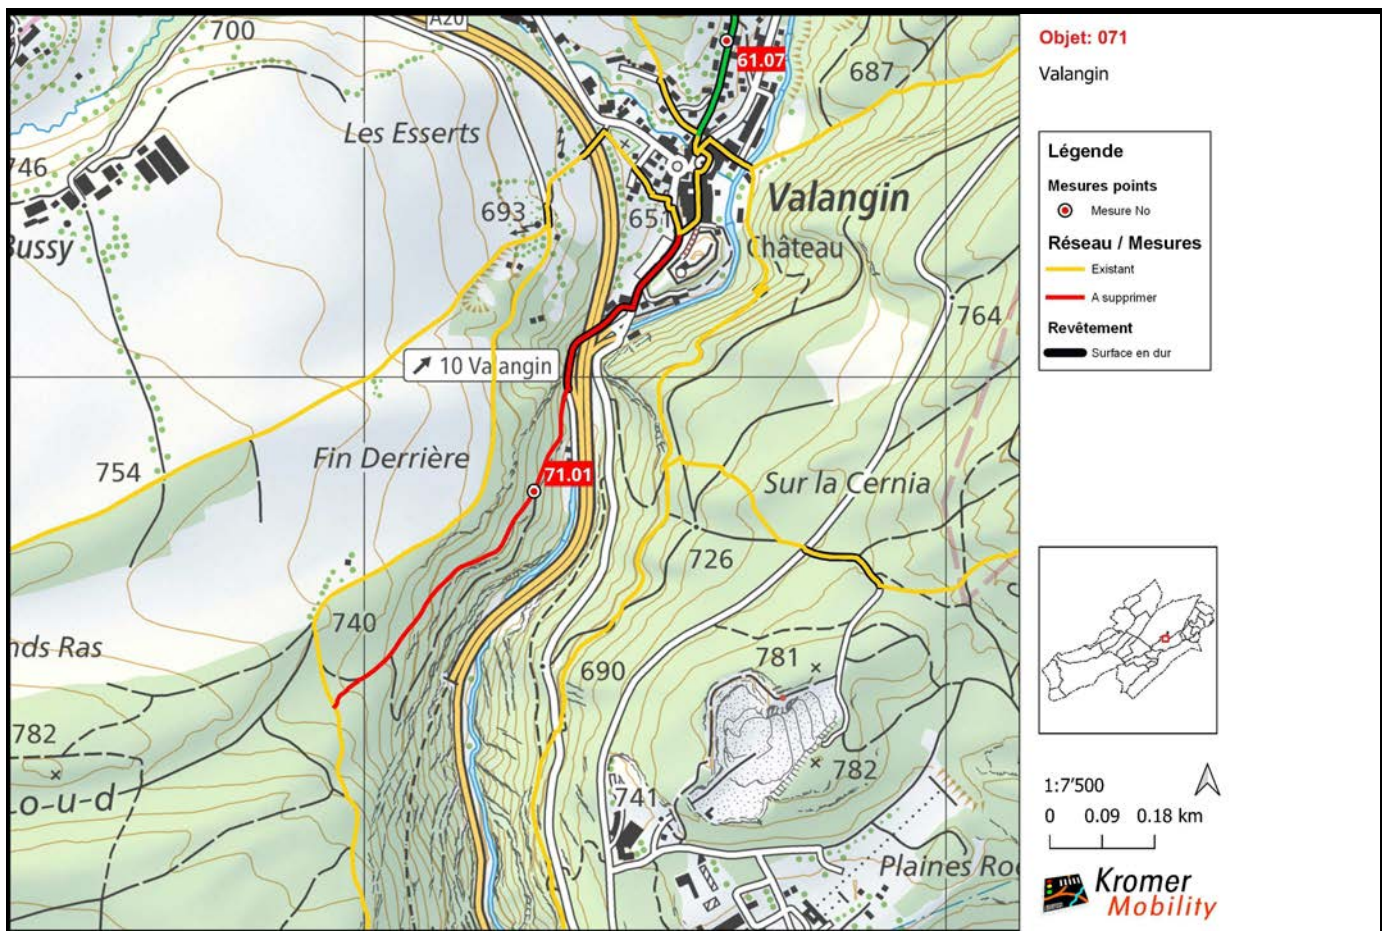 A20
700
61.07
687
Les Esserts
746
693
651
Valangin
Bussy
Château
764
10 Valangin
Fin Derrière
754
71.01
Sur la Cernia
726
740
nds Ras
690
781
782
782
Lo-u-d
741
Plaines Ro
Objet: 071
Valangin
Légende
Mesures points
Mesure No
Réseau / Mesures
Existant
A supprimer
Revêtement
Surface en dur
1:7'500
0 0.09 0.18 km
Kromer
Mobility